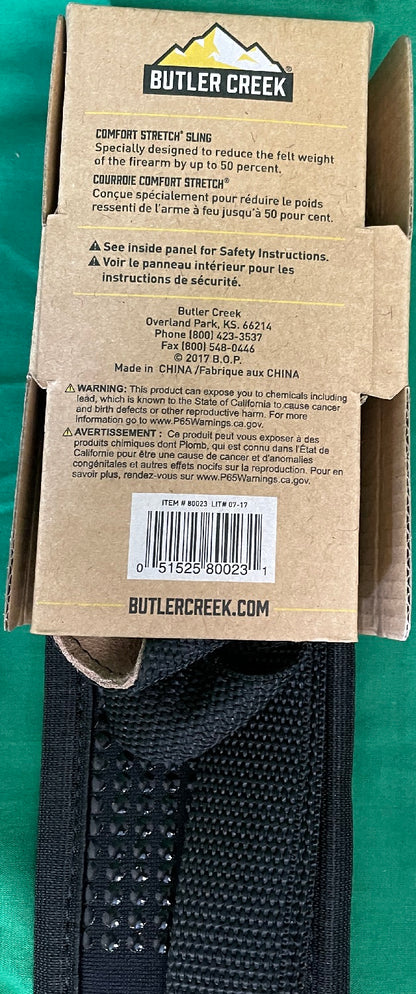 BUTLER CREEK®
COMFORT STRETCH® SLING
Specially designed to reduce the felt weight
of the firearm by up to 50 percent.
COURROIE COMFORT STRETCH®
Conçue spécialement pour réduire le poids
ressenti de l'arme à feu jusqu'à 50 pour cent.
⚠ See inside panel for Safety Instructions.
⚠ Voir le panneau intérieur pour les
instructions de sécurité.
Butler Creek
Overland Park, KS. 66214
Phone (800) 423-3537
Fax (800) 548-0446
© 2017 B.O.P.
Made in CHINA /Fabrique aux CHINA
⚠ WARNING: This product can expose you to chemicals including
lead, which is known to the State of California to cause cancer
and birth defects or other reproductive harm. For more
information go to www.P65Warnings.ca.gov.
⚠ AVERTISSEMENT : Ce produit peut vous exposer à des
produits chimiques dont Plomb, qui est connu dans l'État de
Californie pour être une cause de cancer et d'anomalies
congénitales et autres effets nocifs sur la reproduction. Pour en
savoir plus, rendez-vous sur www.P65Warnings.ca.gov.
ITEM # 80023 LIT# 07-17
0 51525 80023 1
BUTLERCREEK.COM